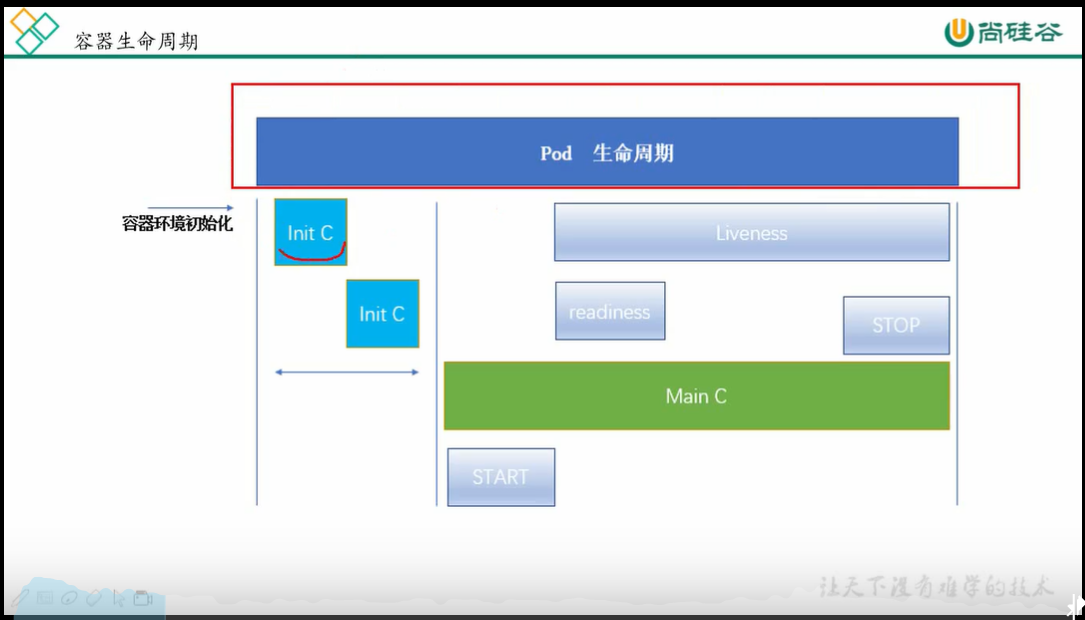 容器生命周期
尚硅谷
Pod 生命周期
容器环境初始化
Init C
Liveness
Init C
readiness
STOP
Main C
START
让天下没有难学的技术